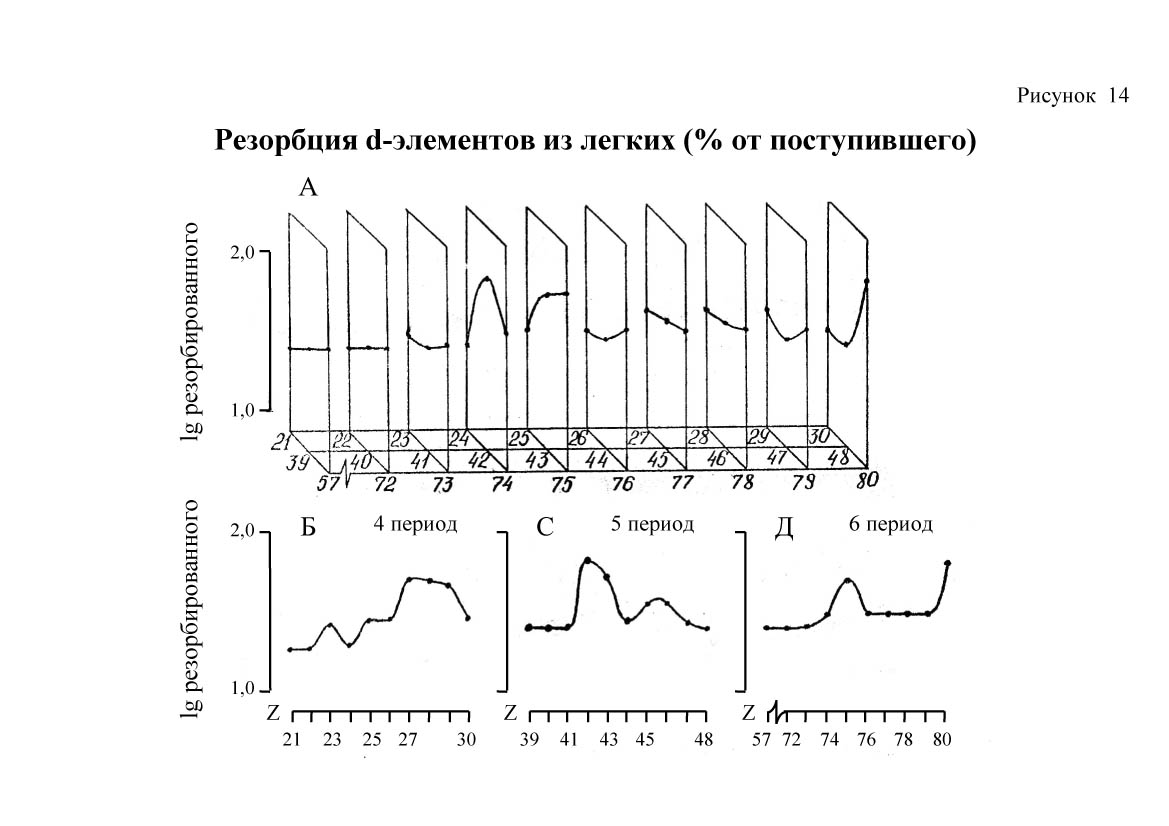 Рисунок 14
Резорбция d-элементов из легких (% от поступившего)
А
lg резорбированного
2,0
1,0
21 22 23 24 25 26 27 28 29 30
39 40 41 42 43 44 45 46 47 48
57 72 73 74 75 76 77 78 79 80
lg резорбированного
2,0
1,0
Б 4 период
С 5 период
Д 6 период
Z
21 23 25 27 30
Z
39 41 43 45 48
Z
57 72 74 76 78 80